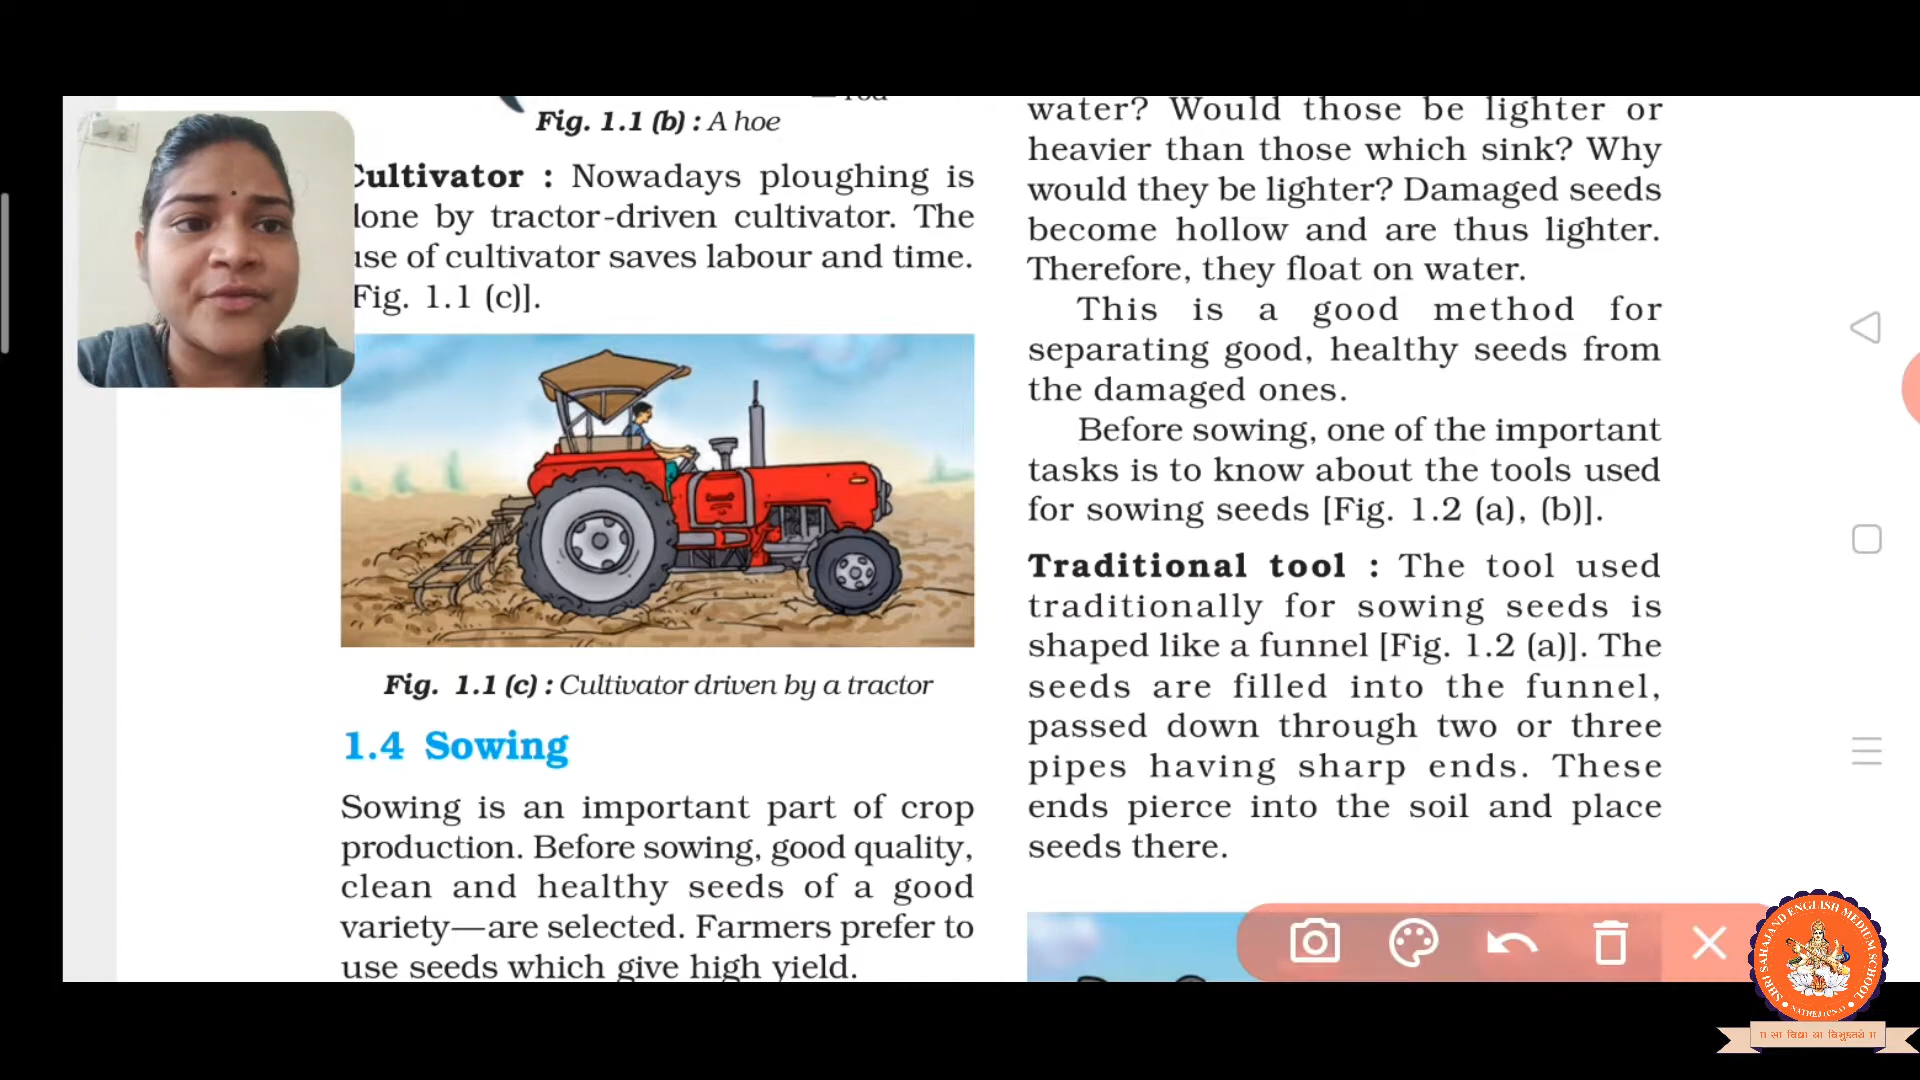 Fig. 1.1 (b) : A hoe
Cultivator : Nowadays ploughing is
done by tractor-driven cultivator. The
use of cultivator saves labour and time.
Fig. 1.1 (c)].
Fig. 1.1 (c) : Cultivator driven by a tractor
1.4 Sowing
Sowing is an important part of crop
production. Before sowing, good quality,
clean and healthy seeds of a good
variety—are selected. Farmers prefer to
use seeds which give high yield.
water? Would those be lighter or
heavier than those which sink? Why
would they be lighter? Damaged seeds
become hollow and are thus lighter.
Therefore, they float on water.
This is a good method for
separating good, healthy seeds from
the damaged ones.
Before sowing, one of the important
tasks is to know about the tools used
for sowing seeds [Fig. 1.2 (a), (b)].
Traditional tool : The tool used
traditionally for sowing seeds is
shaped like a funnel [Fig. 1.2 (a)]. The
seeds are filled into the funnel,
passed down through two or three
pipes having sharp ends. These
ends pierce into the soil and place
seeds there.
SHRI SAHAJANAND ENGLISH MEDIUM SCHOOL